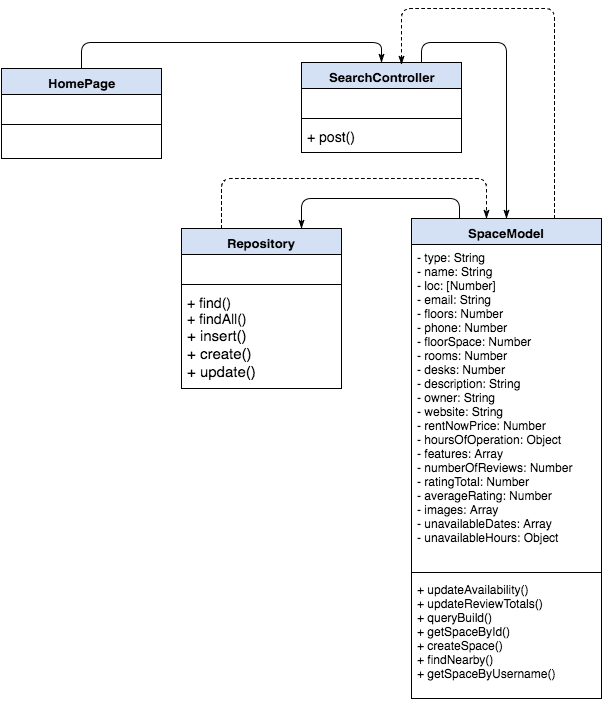 HomePage
SearchController
+ post()
Repository
+ find()
+ findAll()
+ insert()
+ create()
+ update()
SpaceModel
- type: String
- name: String
- loc: [Number]
- email: String
- floors: Number
- phone: Number
- floorSpace: Number
- rooms: Number
- desks: Number
- description: String
- owner: String
- website: String
- rentNowPrice: Number
- hoursOfOperation: Object
- features: Array
- numberOfReviews: Number
- ratingTotal: Number
- averageRating: Number
- images: Array
- unavailableDates: Array
- unavailableHours: Object
+ updateAvailability()
+ updateReviewTotals()
+ queryBuild()
+ getSpaceById()
+ createSpace()
+ findNearby()
+ getSpaceByUsername()